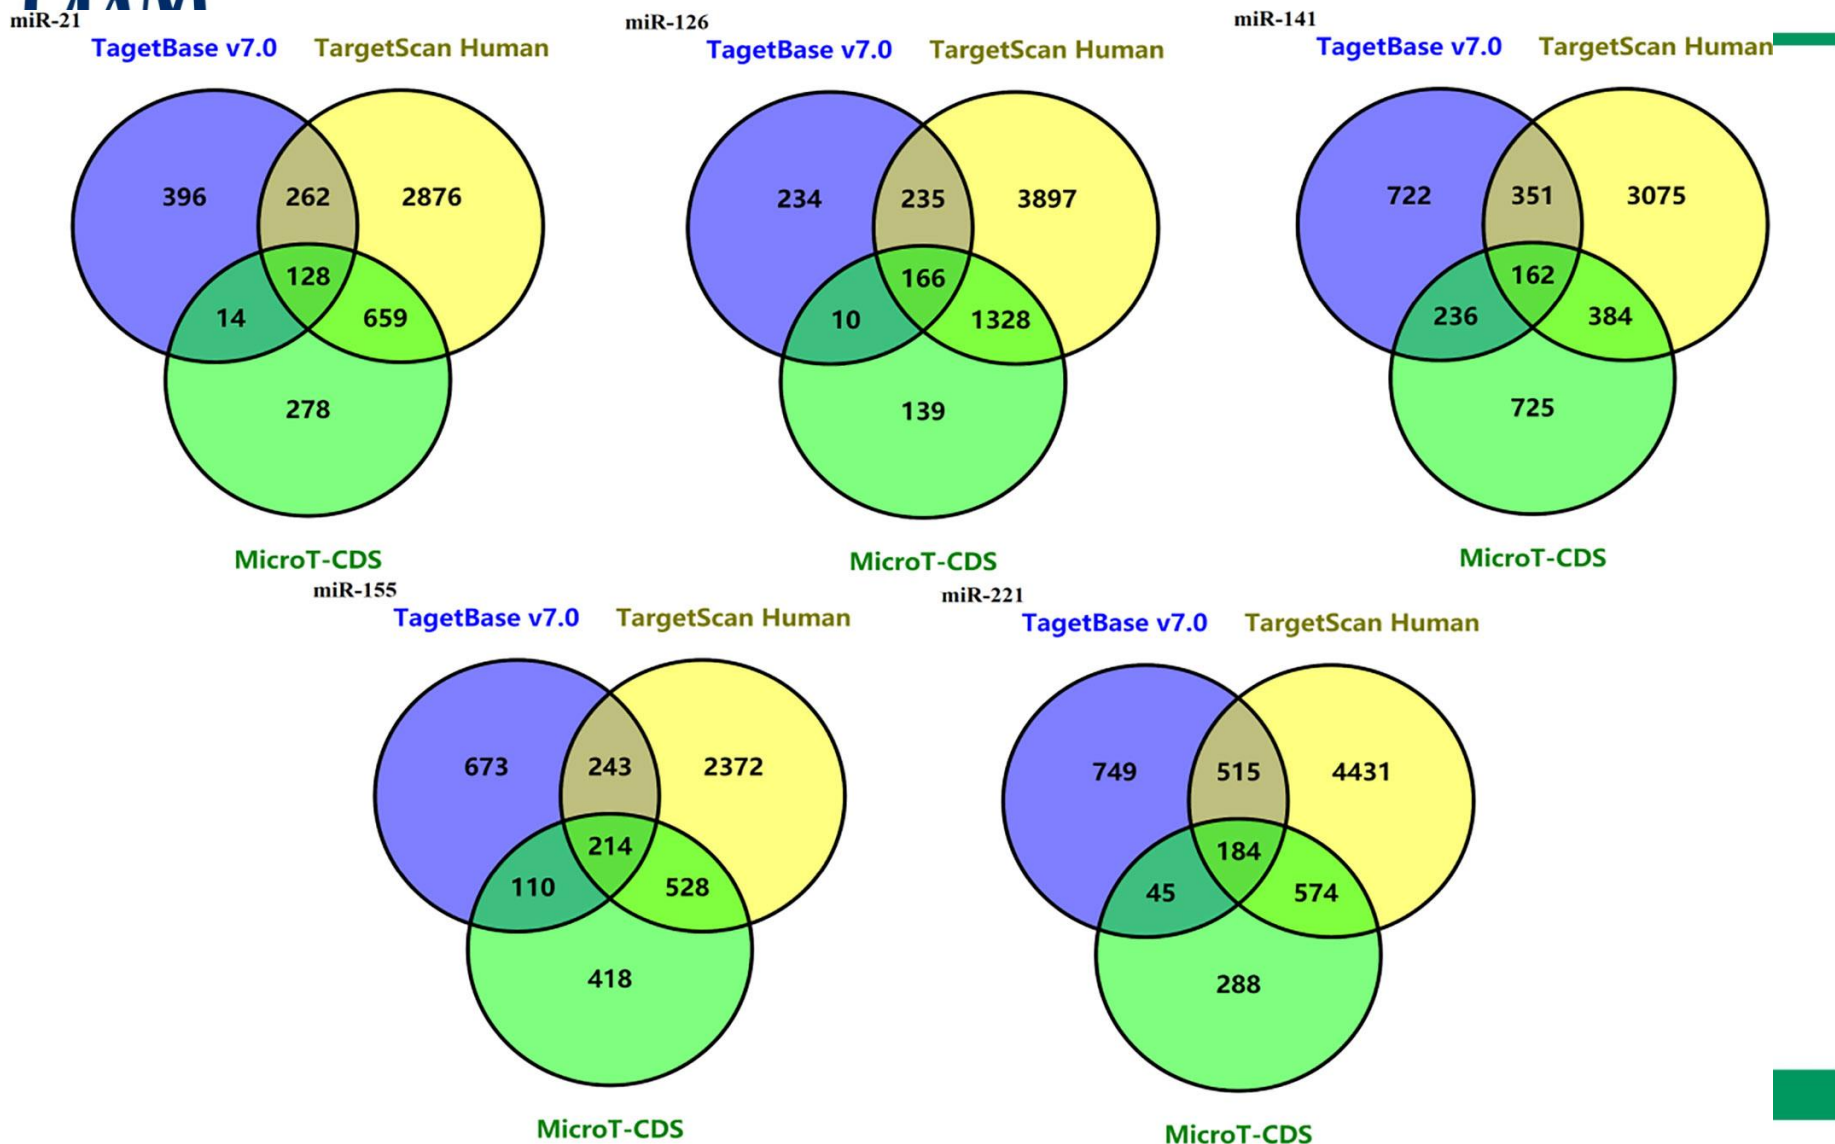 miR-21
TagetBase v7.0 TargetScan Human
396 262 2876
128
14 659
278
MicroT-CDS
miR-126
TagetBase v7.0 TargetScan Human
234 235 3897
166
10 1328
139
MicroT-CDS
miR-141
TagetBase v7.0 TargetScan Human
722 351 3075
162
236 384
725
MicroT-CDS
miR-155
TagetBase v7.0 TargetScan Human
673 243 2372
214
110 528
418
MicroT-CDS
miR-221
TagetBase v7.0 TargetScan Human
749 515 4431
184
45 574
288
MicroT-CDS